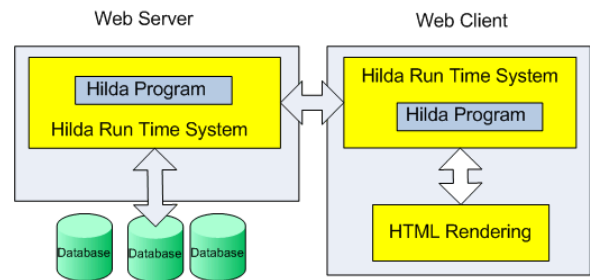 Web Server
Web Client
Hilda Program
Hilda Run Time System
Hilda Run Time System
Hilda Program
HTML Rendering
Database
Database
Database